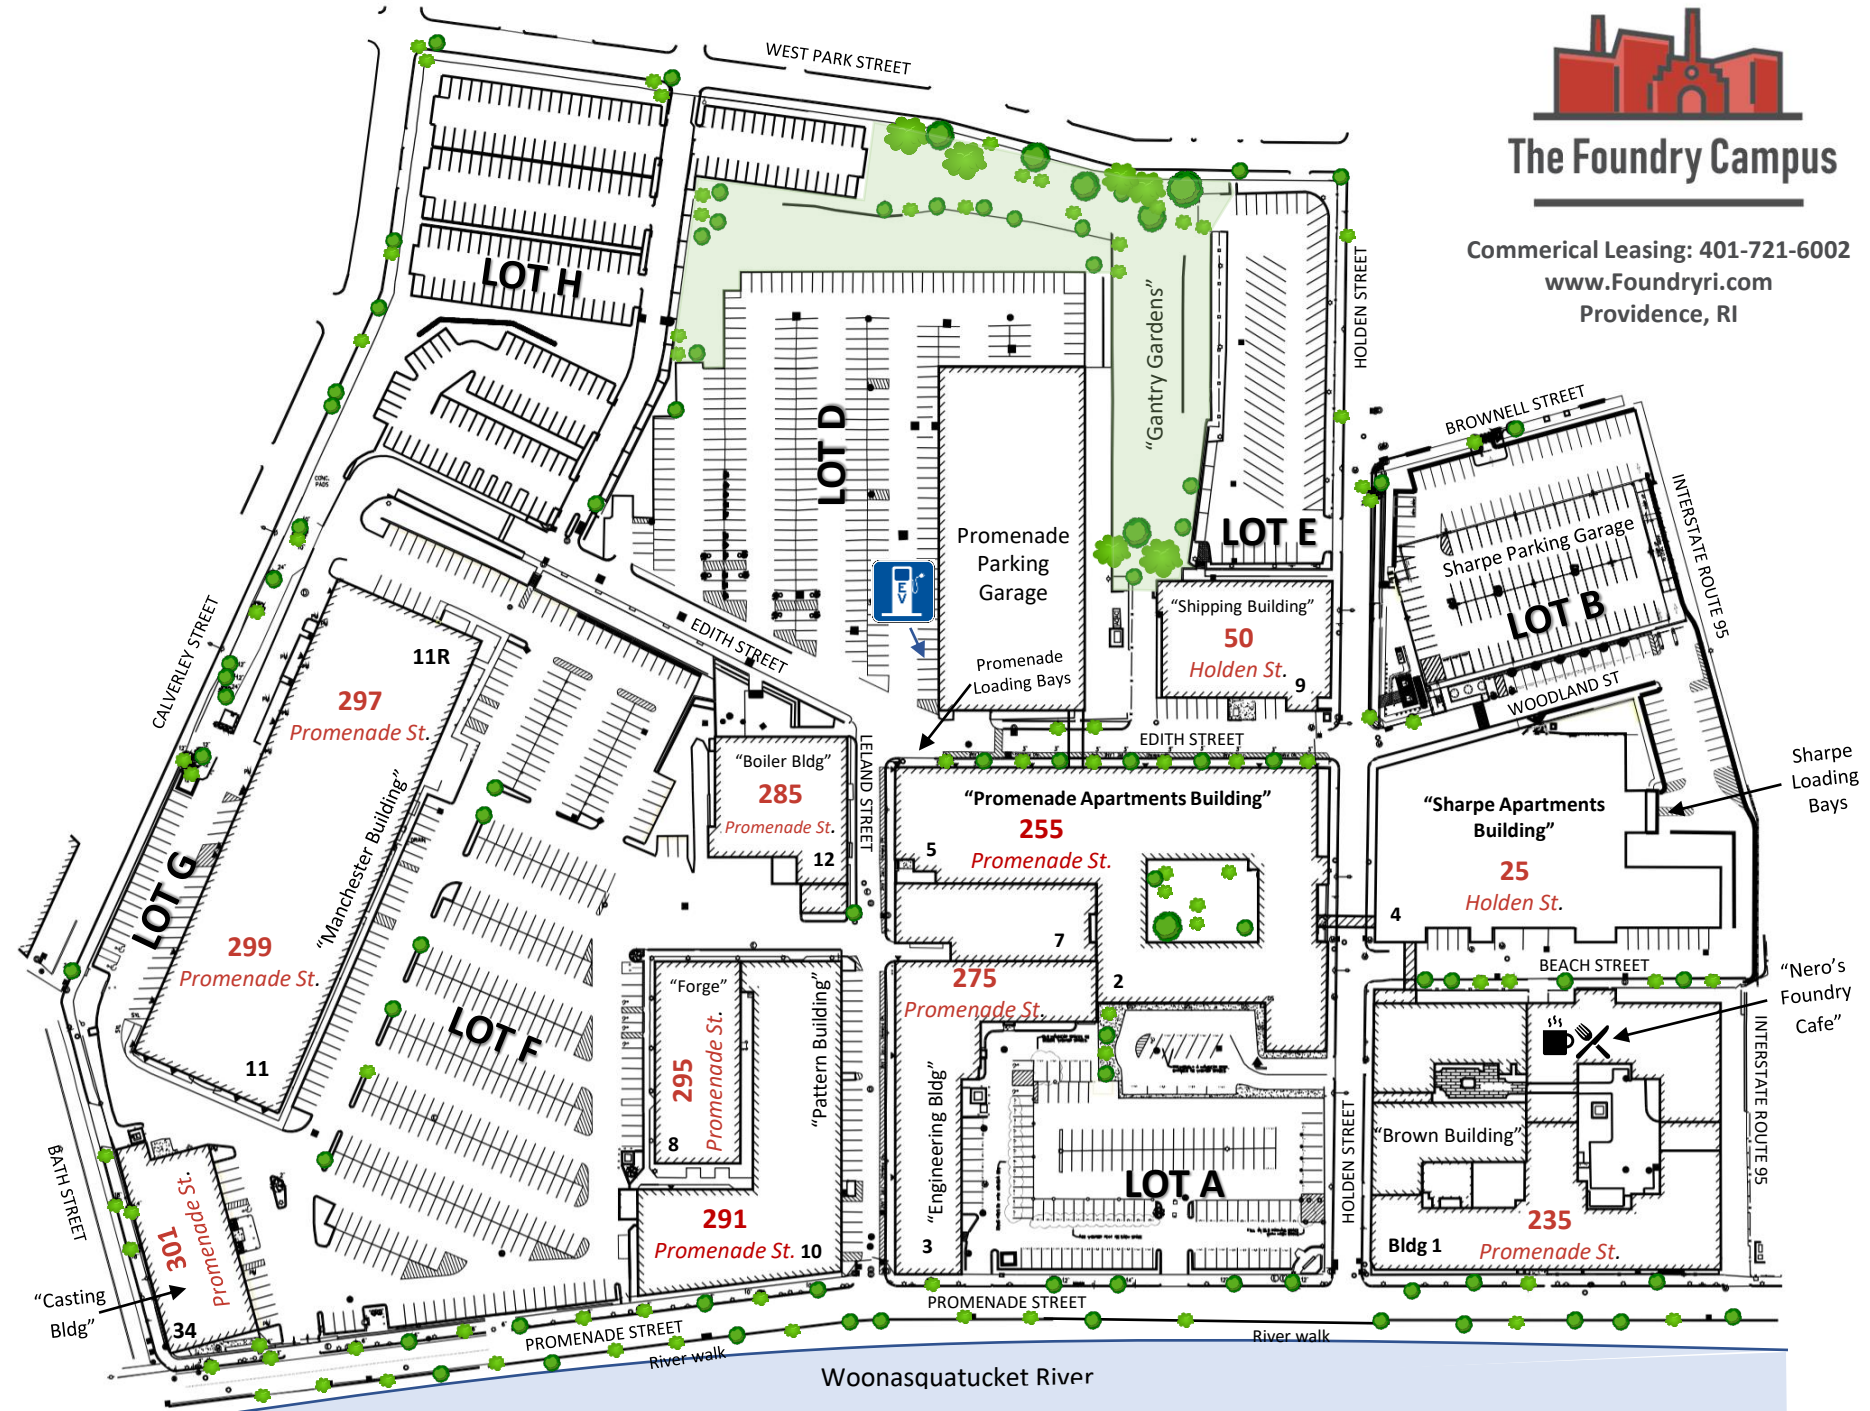 WEST PARK STREET
The Foundry Campus
Commerical Leasing: 401-721-6002
www.Foundryri.com
Providence, RI
LOT H
HOLDEN STREET
"Gantry Gardens"
LOT D
BROWNELL STREET
INTERSTATE ROUTE 95
CONC.
PADS
Promenade
Parking
Garage
LOT E
Sharpe Parking Garage
LOT B
EV
CALVERLEY STREET
EDITH STREET
"Shipping Building"
50
Holden St.
9
11R
297
Promenade St.
Promenade
Loading Bays
WOODLAND ST
EDITH STREET
LELAND STREET
"Boiler Bldg"
285
Promenade St.
12
"Promenade Apartments Building"
255
Promenade St.
5
"Sharpe Apartments
Building"
25
Holden St.
4
Sharpe
Loading
Bays
LOT G
"Manchester Building"
299
Promenade St.
11
7
275
Promenade St.
2
BEACH STREET
"Nero's
Foundry
Cafe"
LOT F
"Forge"
295
Promenade St.
8
"Pattern Building"
"Engineering Bldg"
3
LOT A
HOLDEN STREET
"Brown Building"
INTERSTATE ROUTE 95
BATH STREET
301
Promenade St.
34
"Casting
Bldg"
291
Promenade St.
10
235
Promenade St.
Bldg 1
PROMENADE STREET
PROMENADE STREET
River walk
River walk
Woonasquatucket River